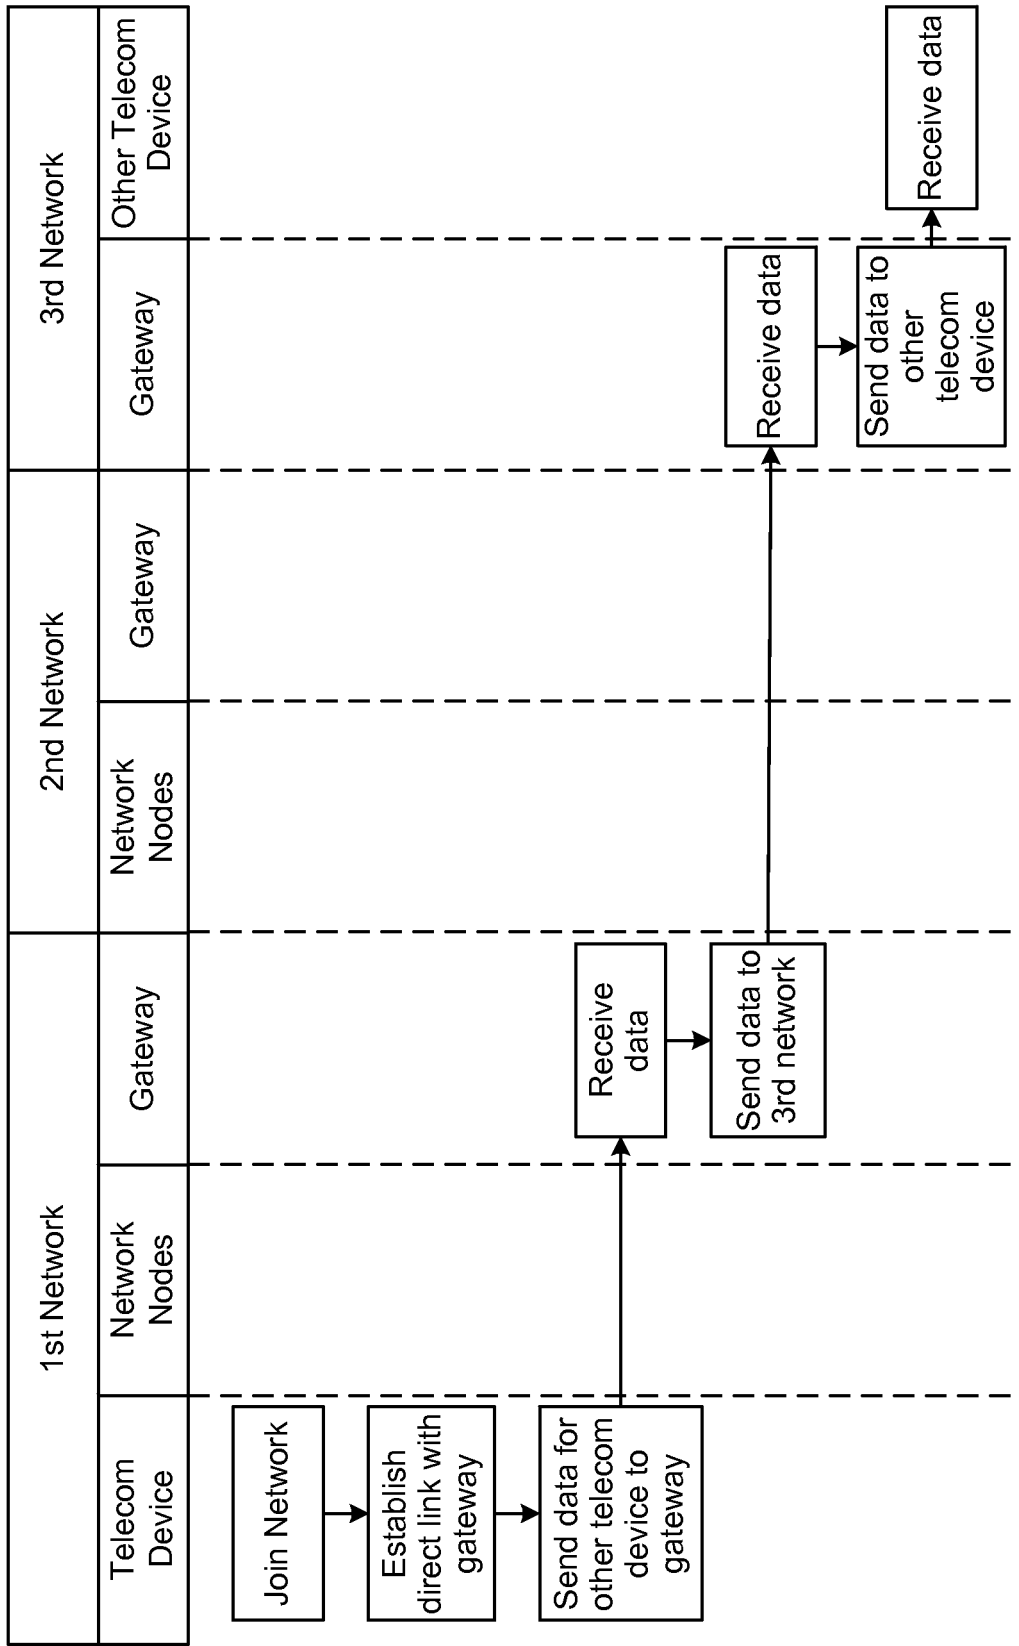 1st Network
2nd Network
3rd Network
Telecom
Device
Network
Nodes
Gateway
Network
Nodes
Gateway
Gateway
Other Telecom
Device
Join Network
Establish
direct link with
gateway
Send data for
other telecom
device to
gateway
Receive
data
Send data to
3rd network
Receive data
Send data to
other
telecom
device
Receive data